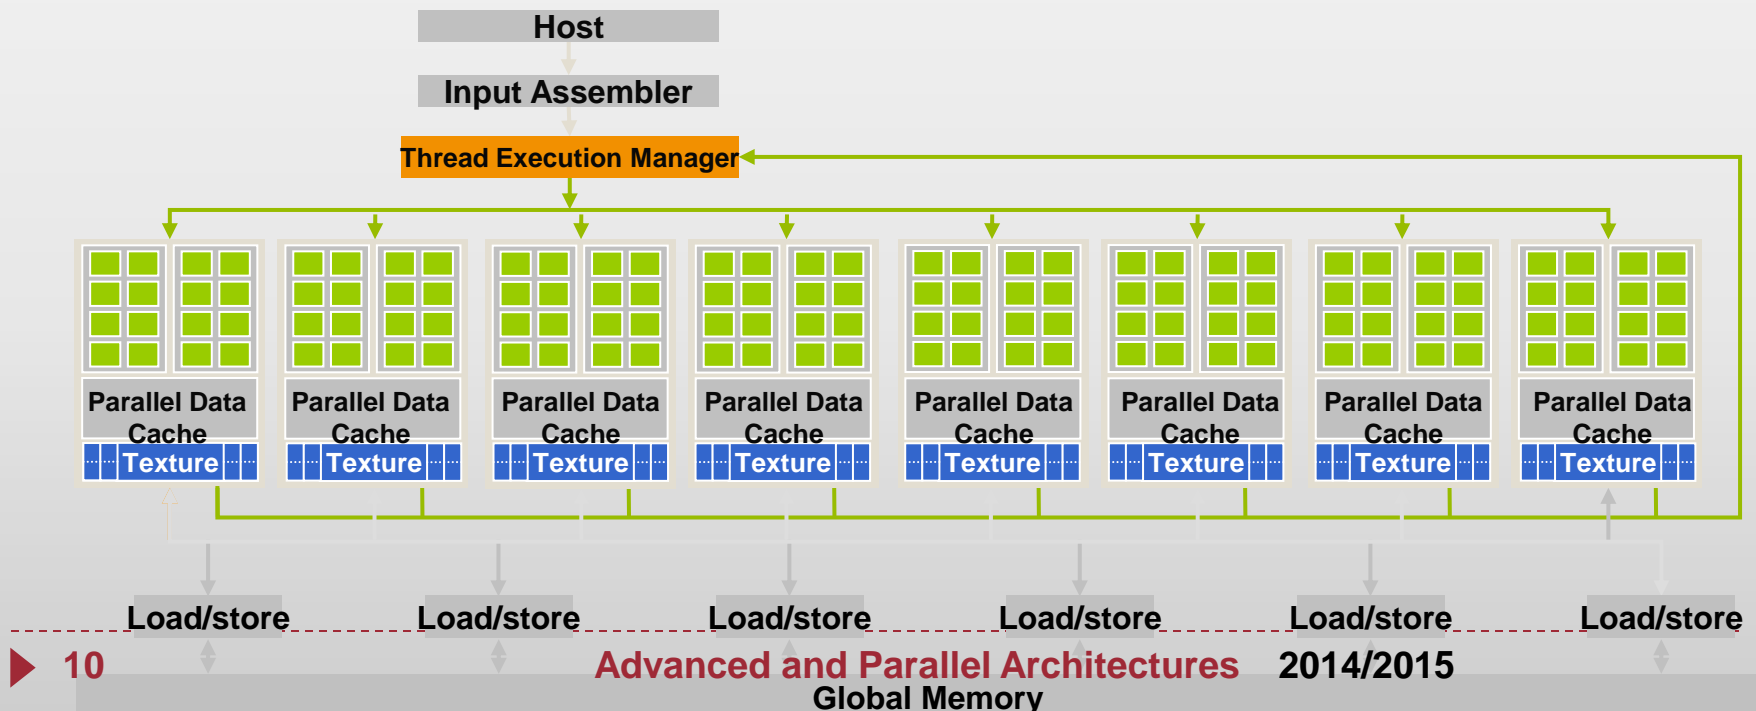 Host
Input Assembler
Thread Execution Manager
Parallel Data Cache
Parallel Data Cache
Parallel Data Cache
Parallel Data Cache
Parallel Data Cache
Parallel Data Cache
Parallel Data Cache
Parallel Data Cache
... ... Texture ... ...
... ... Texture ... ...
... ... Texture ... ...
... ... Texture ... ...
... ... Texture ... ...
... ... Texture ... ...
... ... Texture ... ...
... ... Texture ... ...
Load/store
Load/store
Load/store
Load/store
Load/store
Load/store
10 Advanced and Parallel Architectures 2014/2015
Global Memory